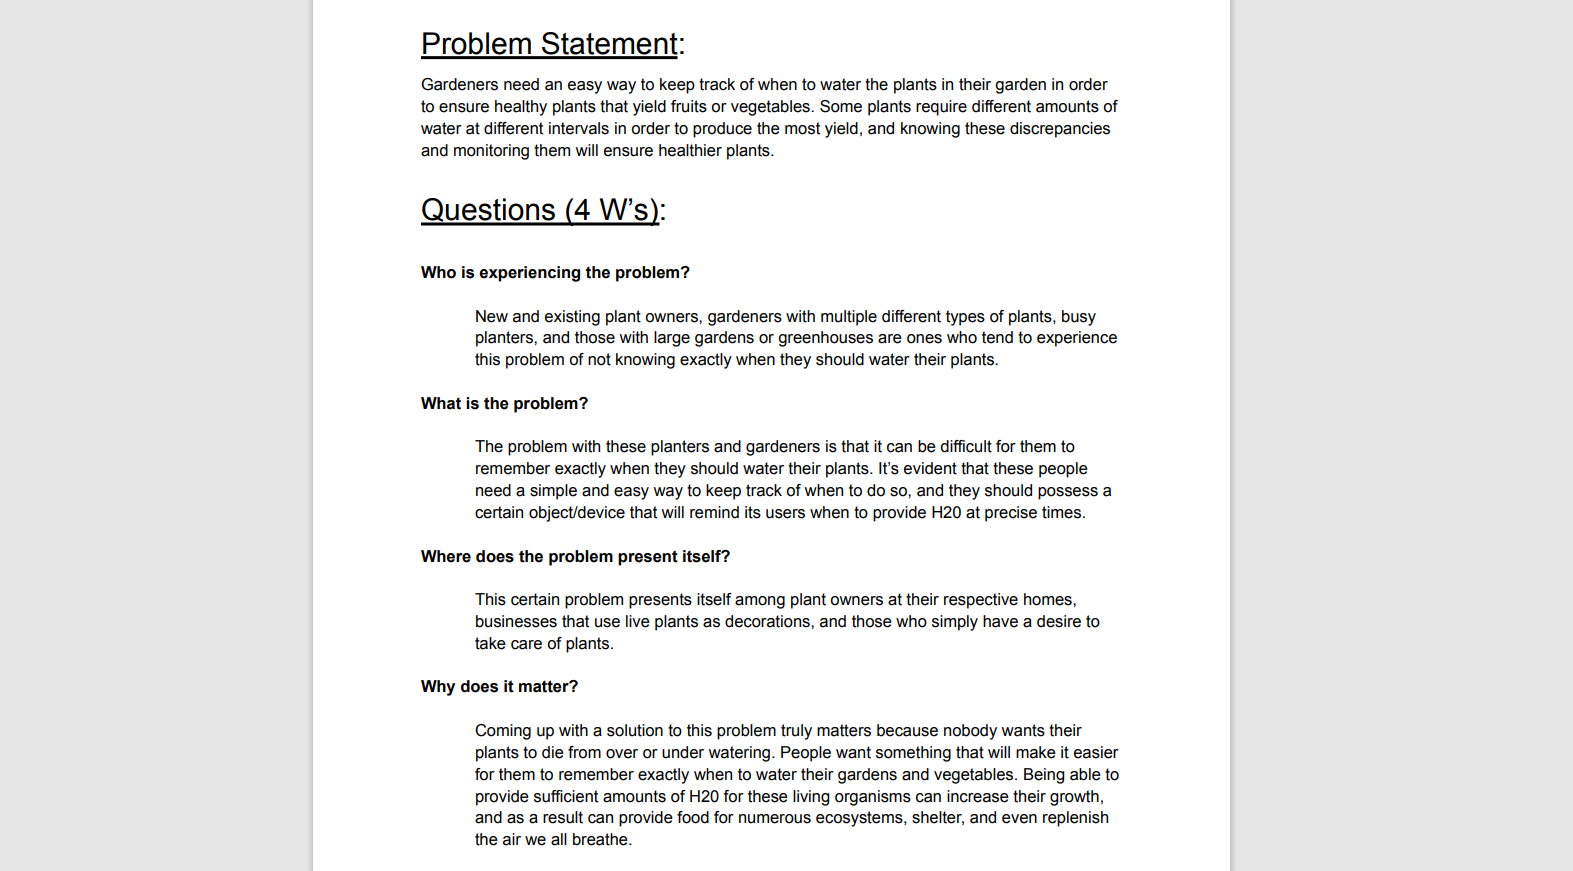 Problem Statement:
Gardeners need an easy way to keep track of when to water the plants in their garden in order
to ensure healthy plants that yield fruits or vegetables. Some plants require different amounts of
water at different intervals in order to produce the most yield, and knowing these discrepancies
and monitoring them will ensure healthier plants.
Questions (4 W’s):
Who is experiencing the problem?
New and existing plant owners, gardeners with multiple different types of plants, busy
planters, and those with large gardens or greenhouses are ones who tend to experience
this problem of not knowing exactly when they should water their plants.
What is the problem?
The problem with these planters and gardeners is that it can be difficult for them to
remember exactly when they should water their plants. It’s evident that these people
need a simple and easy way to keep track of when to do so, and they should possess a
certain object/device that will remind its users when to provide H20 at precise times.
Where does the problem present itself?
This certain problem presents itself among plant owners at their respective homes,
businesses that use live plants as decorations, and those who simply have a desire to
take care of plants.
Why does it matter?
Coming up with a solution to this problem truly matters because nobody wants their
plants to die from over or under watering. People want something that will make it easier
for them to remember exactly when to water their gardens and vegetables. Being able to
provide sufficient amounts of H20 for these living organisms can increase their growth,
and as a result can provide food for numerous ecosystems, shelter, and even replenish
the air we all breathe.